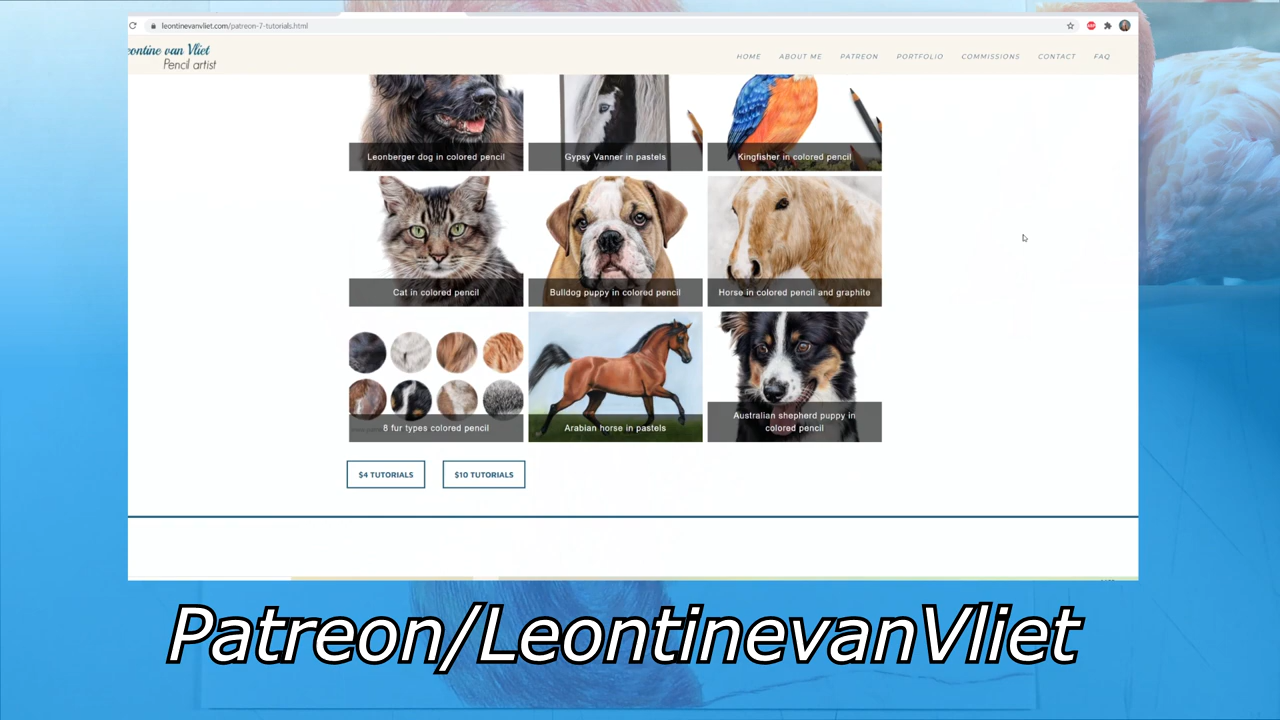 leontinevanvliet.com/patreon-7-tutorials.html
eontine van Vliet
Pencil artist
HOME ABOUT ME PATREON PORTFOLIO COMMISSIONS CONTACT FAQ
Leonberger dog in colored pencil
Gypsy Vanner in pastels
Kingfisher in colored pencil
Cat in colored pencil
Bulldog puppy in colored pencil
Horse in colored pencil and graphite
8 fur types colored pencil
Arabian horse in pastels
Australian shepherd puppy in
colored pencil
$4 TUTORIALS
$10 TUTORIALS
Patreon/LeontinevanVliet